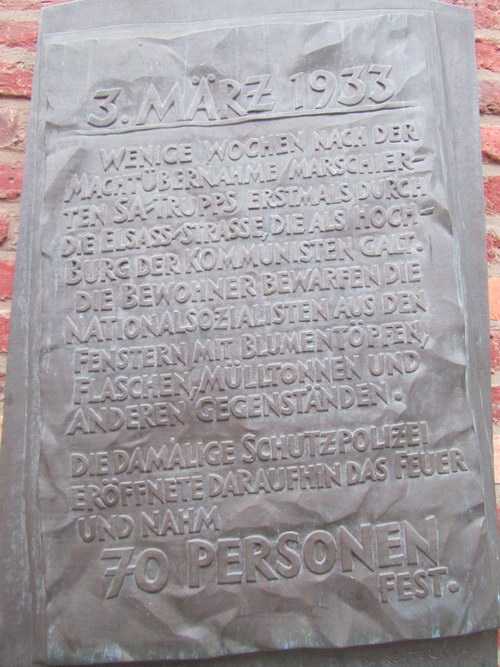 3. MÄRZ 1933
WENIGE WOCHEN NACH DER
MACHTÜBERNAHME MARSCHIER-
TEN SA-TRUPPS ERSTMALS DURCH
DIE ELSASS-STRASSE, DIE ALS HOCH-
BURG DER KOMMUNISTEN GALT.
DIE BEWOHNER BEWARFEN DIE
NATIONALSOZIALISTEN AUS DEN
FENSTERN MIT BLUMENTÖPFEN,
FLASCHEN, MÜLLTONNEN UND
ANDEREN GEGENSTÄNDEN.
DIE DAMALIGE SCHUTZPOLIZEI
ERÖFFNETE DARAUFHIN DAS FEUER
UND NAHM
70 PERSONEN
FEST.